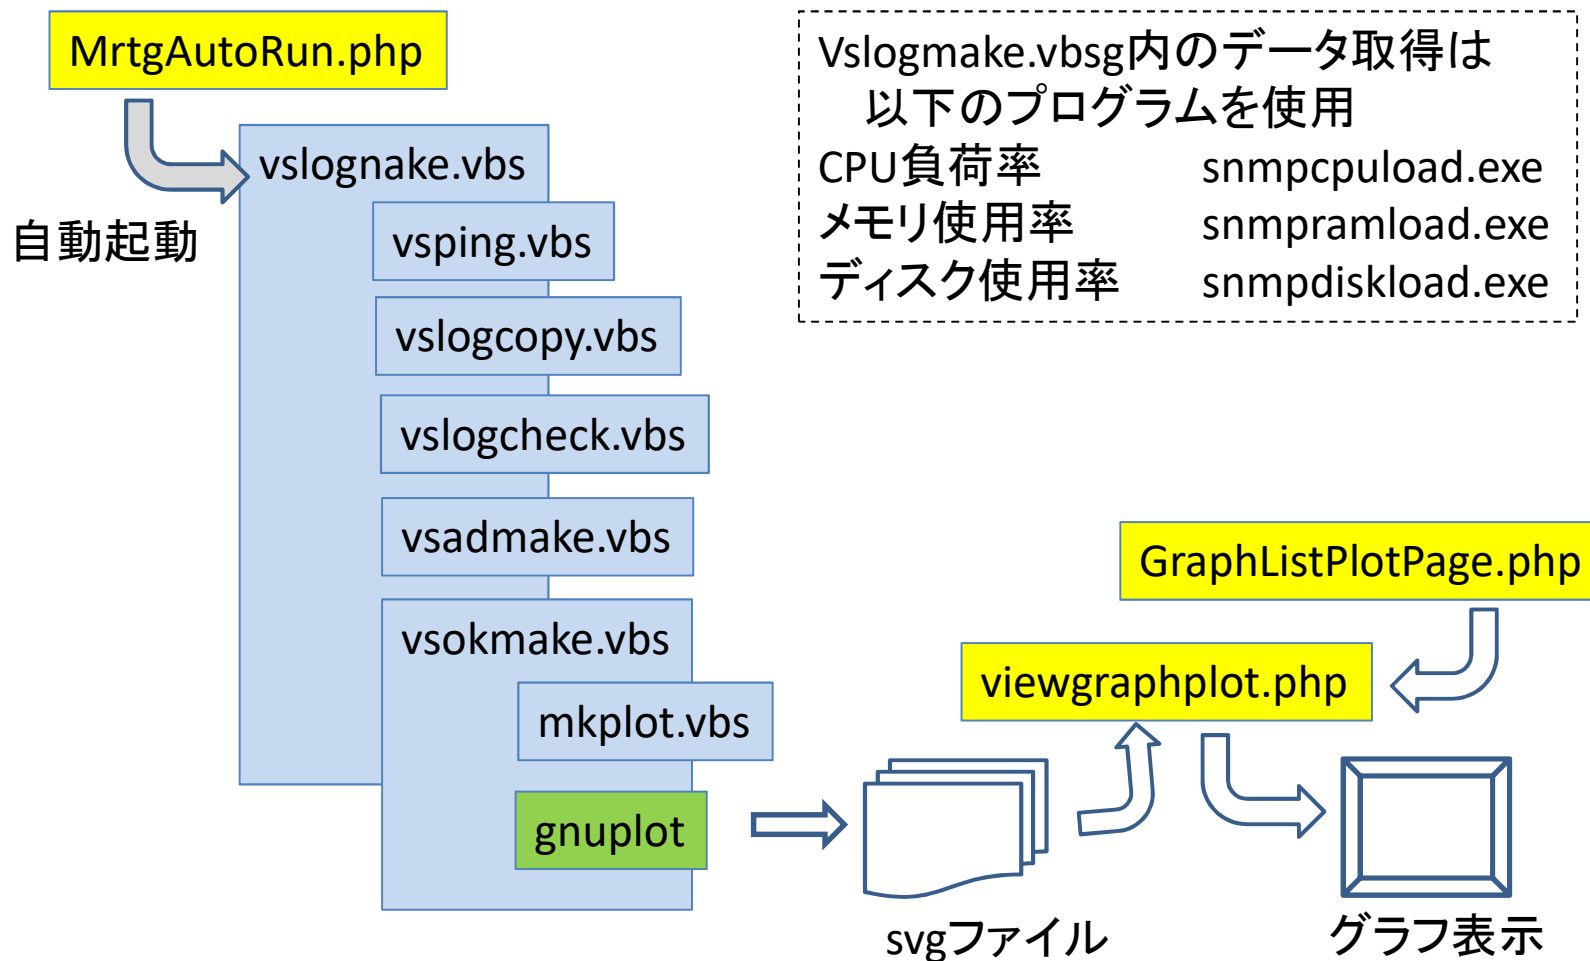 MrtgAutoRun.php
自動起動
vslognake.vbs
vsping.vbs
vslogcopy.vbs
vslogcheck.vbs
vsadmake.vbs
vsokmake.vbs
mkplot.vbs
gnuplot
Vslogmake.vbsg内のデータ取得は
以下のプログラムを使用
CPU負荷率 snmpcpuload.exe
メモリ使用率 snmpramload.exe
ディスク使用率 snmpdiskload.exe
GraphListPlotPage.php
viewgraphplot.php
svgファイル
グラフ表示